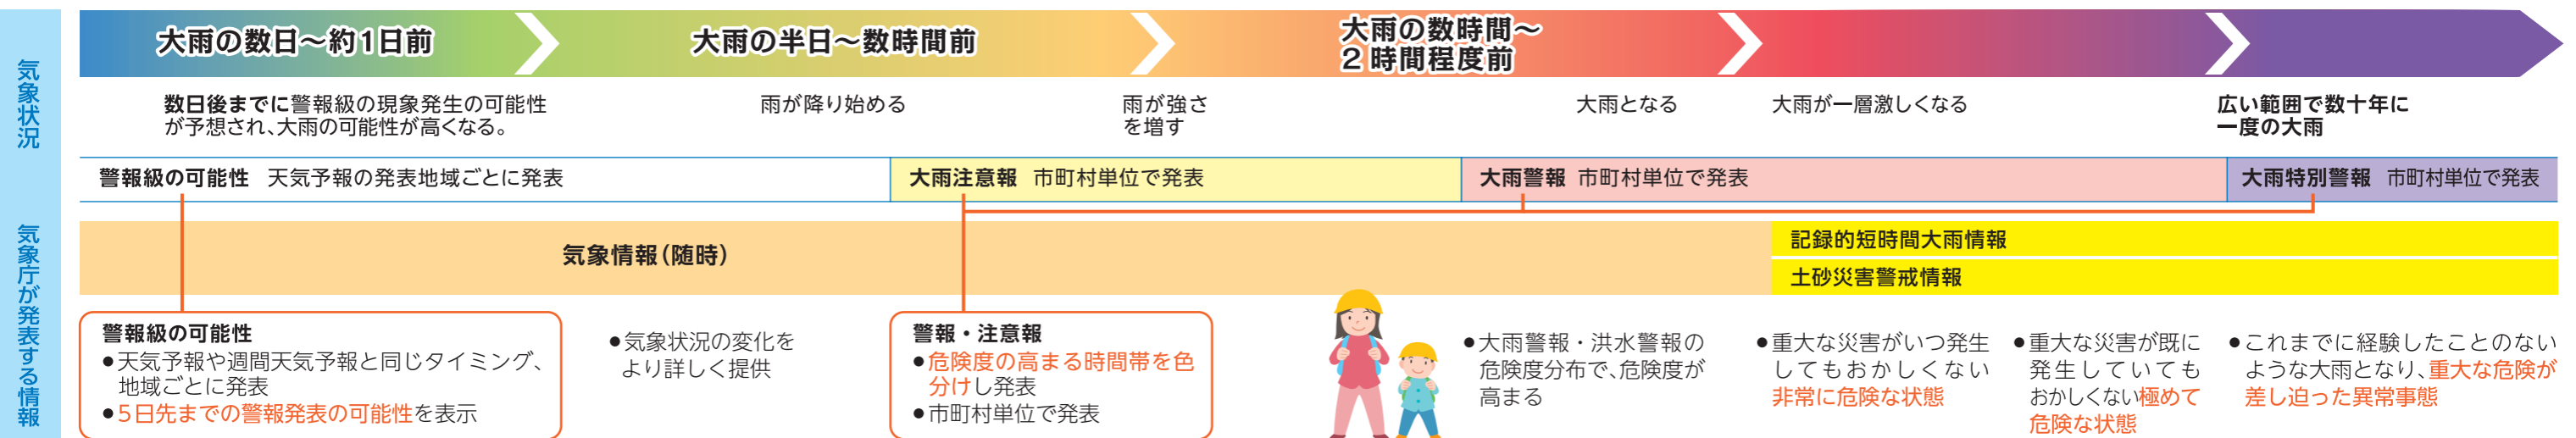 気象状況
大雨の数日〜約1日前
大雨の半日〜数時間前
大雨の数時間〜
2時間程度前
数日後までに警報級の現象発生の可能性
が予想され、大雨の可能性が高くなる。
雨が降り始める
雨が強さ
を増す
大雨となる
大雨が一層激しくなる
広い範囲で数十年に
一度の大雨
気象庁が発表する情報
警報級の可能性 天気予報の発表地域ごとに発表
大雨注意報 市町村単位で発表
大雨警報 市町村単位で発表
大雨特別警報 市町村単位で発表
気象情報(随時)
記録的短時間大雨情報
土砂災害警戒情報
警報級の可能性
●天気予報や週間天気予報と同じタイミング、
地域ごとに発表
●5日先までの警報発表の可能性を表示
●気象状況の変化を
より詳しく提供
警報・注意報
●危険度の高まる時間帯を色
分けし発表
●市町村単位で発表
●大雨警報・洪水警報の
危険度分布で、危険度が
高まる
●重大な災害がいつ発生
してもおかしくない
非常に危険な状態
●重大な災害が既に
発生していても
おかしくない極めて
危険な状態
●これまでに経験したことのない
ような大雨となり、重大な危険が
差し迫った異常事態